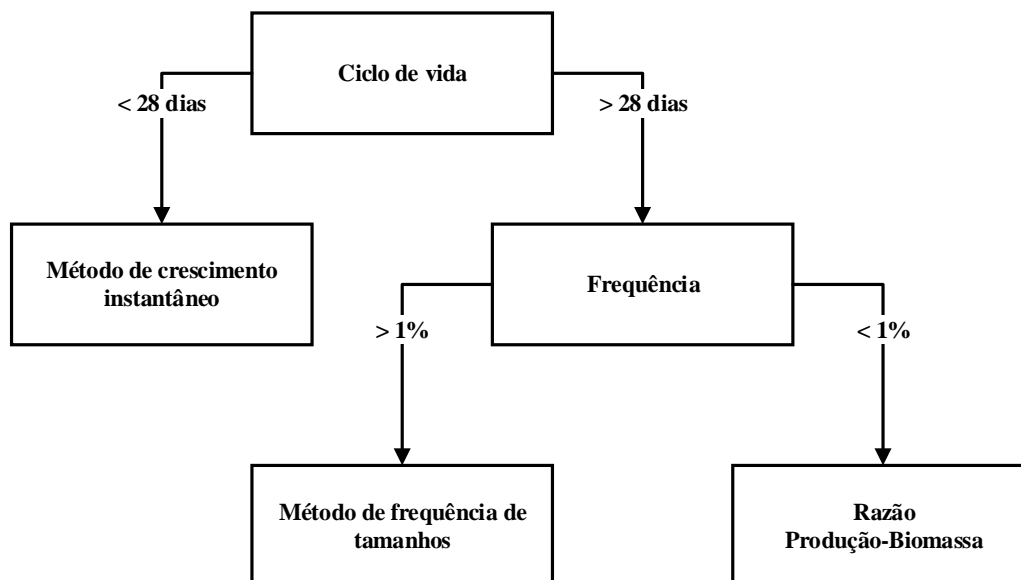 Ciclo de vida
< 28 dias
> 28 dias
Método de crescimento
instantâneo
Frequência
> 1%
< 1%
Método de frequência de
tamanhos
Razão
Produção-Biomassa